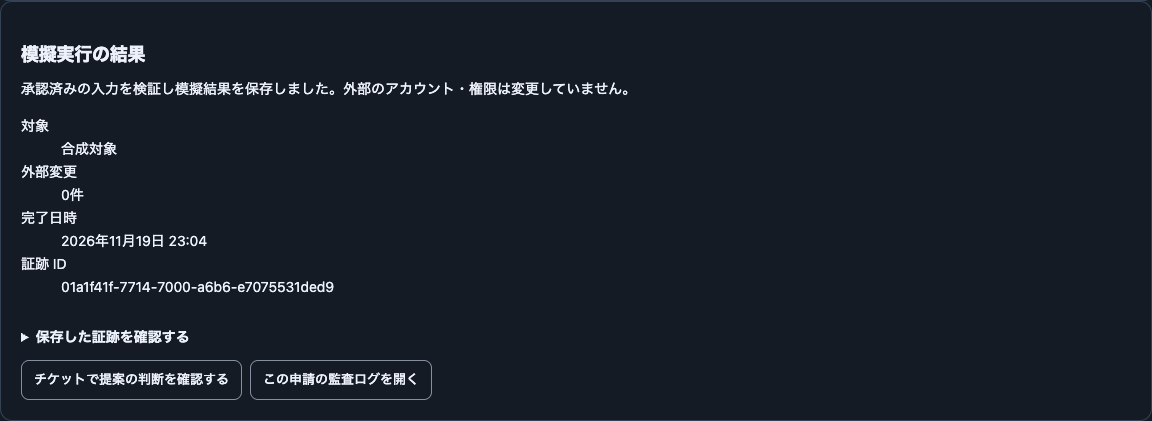 模擬実行の結果
承認済みの入力を検証し模擬結果を保存しました。外部のアカウント・権限は変更していません。
対象
合成対象
外部変更
0件
完了日時
2026年11月19日 23:04
証跡 ID
01a1f41f-7714-7000-a6b6-e7075531ded9
▶ 保存した証跡を確認する
チケットで提案の判断を確認する
この申請の監査ログを開く